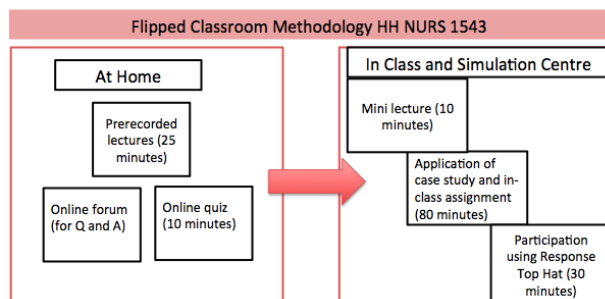 Flipped Classroom Methodology HH NURS 1543
At Home
Prerecorded
lectures (25
minutes)
Online forum
(for Q and A)
Online quiz
(10 minutes)
In Class and Simulation Centre
Mini lecture (10
minutes)
Application of
case study and in-
class assignment
(80 minutes)
Participation
using Response
Top Hat (30
minutes)